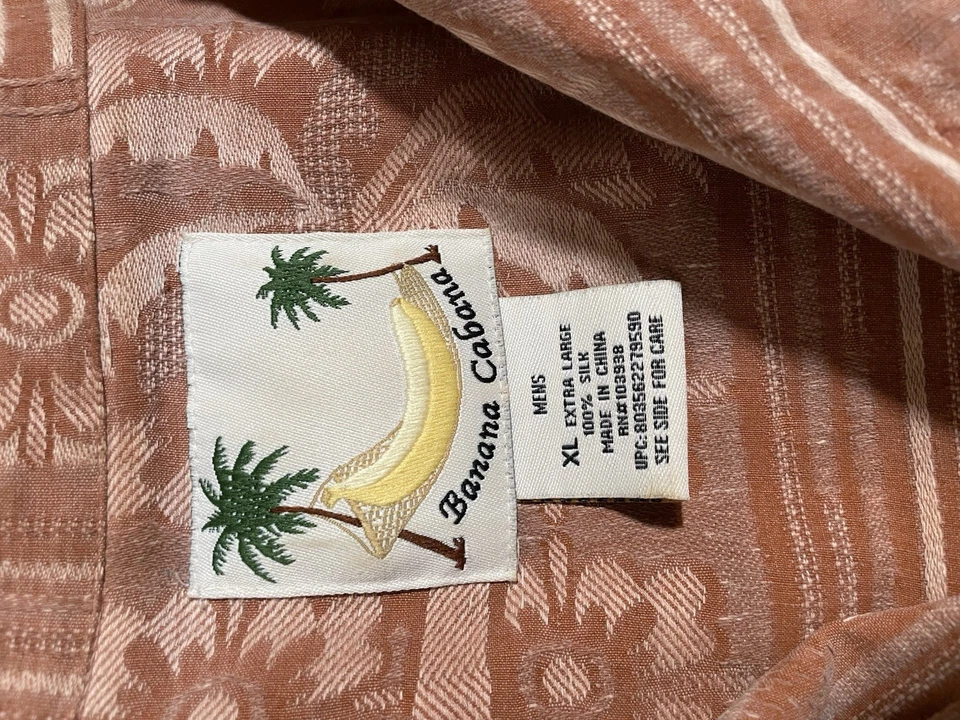 Banana Cabana
MENS
XL EXTRA LARGE
100% SILK
MADE IN CHINA
RN#103938
UPC:803562279590
SEE SIDE FOR CARE